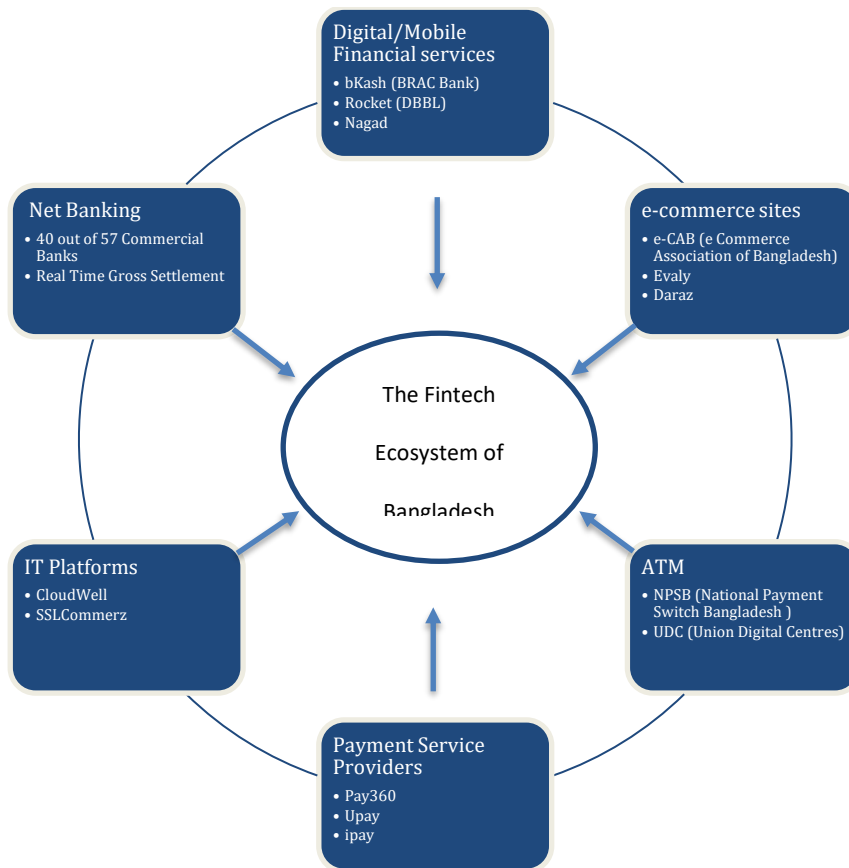 Digital/Mobile
Financial services
• bKash (BRAC Bank)
• Rocket (DBBL)
• Nagad
Net Banking
• 40 out of 57 Commercial
Banks
• Real Time Gross Settlement
e-commerce sites
• e-CAB (e Commerce
Association of Bangladesh)
• Evaly
• Daraz
The Fintech
Ecosystem of
Bangladesh
IT Platforms
• CloudWell
• SSLCommerz
ATM
• NPSB (National Payment
Switch Bangladesh )
• UDC (Union Digital Centres)
Payment Service
Providers
• Pay360
• Upay
• ipay